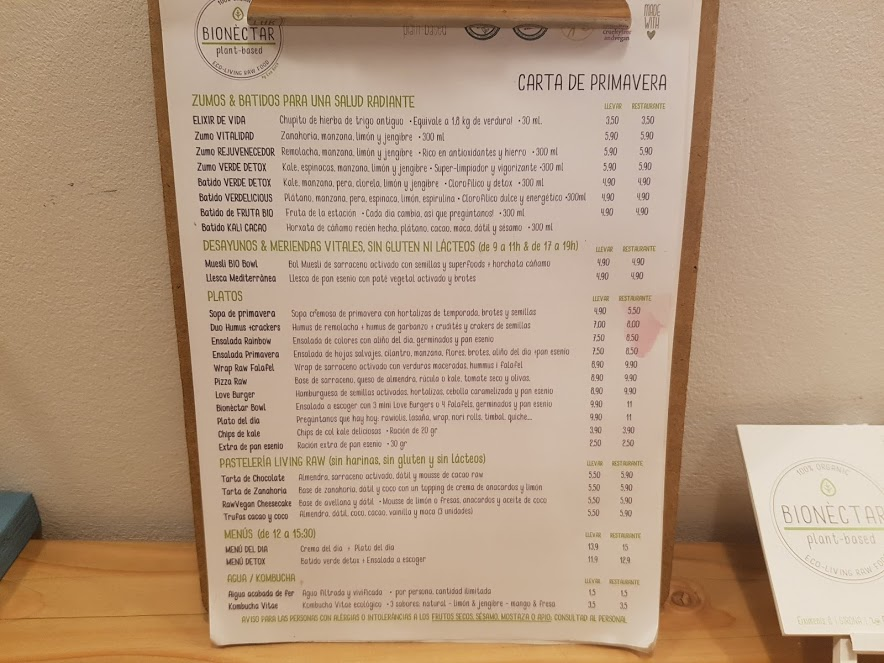 BIONÈCTAR
plant-based
ECO-LIVING RAW FOOD
plant-based
crueltyfree
andvegan
MADE
WITH
CARTA DE PRIMAVERA
ZUMOS & BATIDOS PARA UNA SALUD RADIANTE LLEVAR RESTAURANTE
ELIXIR DE VIDA Chupito de hierba de trigo antiguo • Equivale a 1,8 kg de verdura! • 30 ml. 3,50 3,50
Zumo VITALIDAD Zanahoria, manzana, limón y jengibre • 300 ml 5,90 5,90
Zumo REJUVENECEDOR Remolacha, manzana, limón y jengibre • Rico en antioxidantes y hierro • 300 ml 5,90 5,90
Zumo VERDE DETOX Kale, espinacas, manzana, limón y jengibre • Super-limpiador y vigorizante •300 ml 5,90 5,90
Batido VERDE DETOX Kale, manzana, pera, clorela, limón y jengibre • Clorofílico y detox • 300 ml 4,90 4,90
Batido VERDELICIOUS Plátano, manzana, pera, espinaca, limón, espirulina • Clorofílico dulce y energético •300ml 4,90 4,90
Batido de FRUTA BIO Fruta de la estación • Cada día cambia, así que pregúntanos! • 300 ml 4,90 4,90
Batido KALI CACAO Horxata de cáñamo recién hecha, plátano, cacao, maca, dátil y sésamo • 300 ml
DESAYUNOS & MERIENDAS VITALES, SIN GLUTEN NI LÁCTEOS (de 9 a 11h & de 17 a 19h) LLEVAR RESTAURANTE
Muesli BIO Bowl Bol Muesli de sarraceno activado con semillas y superfoods + horchata cáñamo 4,90 4,90
Llesca Mediterrànea Llesca de pan esenio con paté vegetal activado y brotes 4,90 4,90
PLATOS LLEVAR RESTAURANTE
Sopa de primavera Sopa cremosa de primavera con hortalizas de temporada, brotes y semillas 4,90 5,50
Duo Humus +crackers Humus de remolacha + humus de garbanzo + crudités y crakers de semillas 7,00 8,00
Ensalada Rainbow Ensalada de colores con aliño del día, germinados y pan esenio 7,50 8,50
Ensalada Primavera Ensalada de hojas salvajes, cilantro, manzana, flores, brotes, aliño del día +pan esenio 7,50 8,50
Wrap Raw Falafel Wrap de sarraceno activado con verduras maceradas, hummus i falafel 8,90 9,90
Pizza Raw Base de sarraceno, queso de almendra, rúcula o kale, tomate seco y olivas. 8,90 9,90
Love Burger Hamburguesa de semillas activados, hortalizas, cebolla caramelizada y pan esenio 8,90 9,90
Bionèctar Bowl Ensalada a escoger con 3 mini Love Burgers o 4 Falafels, germinados y pan esenio 9,90 11
Plato del día Pregúntanos que hay hoy, rawiolis, lasaña, wrap, nori rolls, timbal, quiche... 9,90 11
Chips de kale Chips de col kale deliciosas • Ración de 20 gr 3,90 3,90
Extra de pan esenio Ración extra de pan esenio • 30 gr 2,50 2,50
PASTELERÍA LIVING RAW (sin harinas, sin gluten y sin lácteos) LLEVAR RESTAURANTE
Tarta de Chocolate Almendra, sarraceno activado, dátil y mousse de cacao raw 5,50 5,90
Tarta de Zanahoria Base de zanahoria, dátil y coco con un topping de crema de anacardos y limón 5,50 5,90
RawVegan Cheesecake Base de avellana y dátil • Mousse de limón o fresas, anacardos y aceite de coco 5,50 5,90
Trufas cacao y coco Almendra, dátil, coco, cacao, vainilla y maca (3 unidades) 5,50 5,90
MENÚS (de 12 a 15:30) LLEVAR RESTAURANTE
MENÚ DEL DIA Crema del día + Plato del día 13,9 15
MENÚ DETOX Batido verde detox + Ensalada a escoger 11,9 12,9
AGUA / KOMBUCHA LLEVAR RESTAURANTE
Aigua acabada de fer Agua filtrada y vivificada • por persona, cantidad ilimitada 1,5 1,5
Kombucha Vitae Kombucha Vitae ecológico • 3 sabores: natural - limón & jengibre - mango & fresa 3,5 3,5
AVISO PARA LAS PERSONAS CON ALERGIAS O INTOLERÁNCIAS A LOS FRUTOS SECOS, SÉSAMO, MOSTAZA O APIO: CONSULTAD AL PERSONAL
100% ORGANIC
BIONÈCTAR
plant-based
ECO-LIVING RAW FOOD